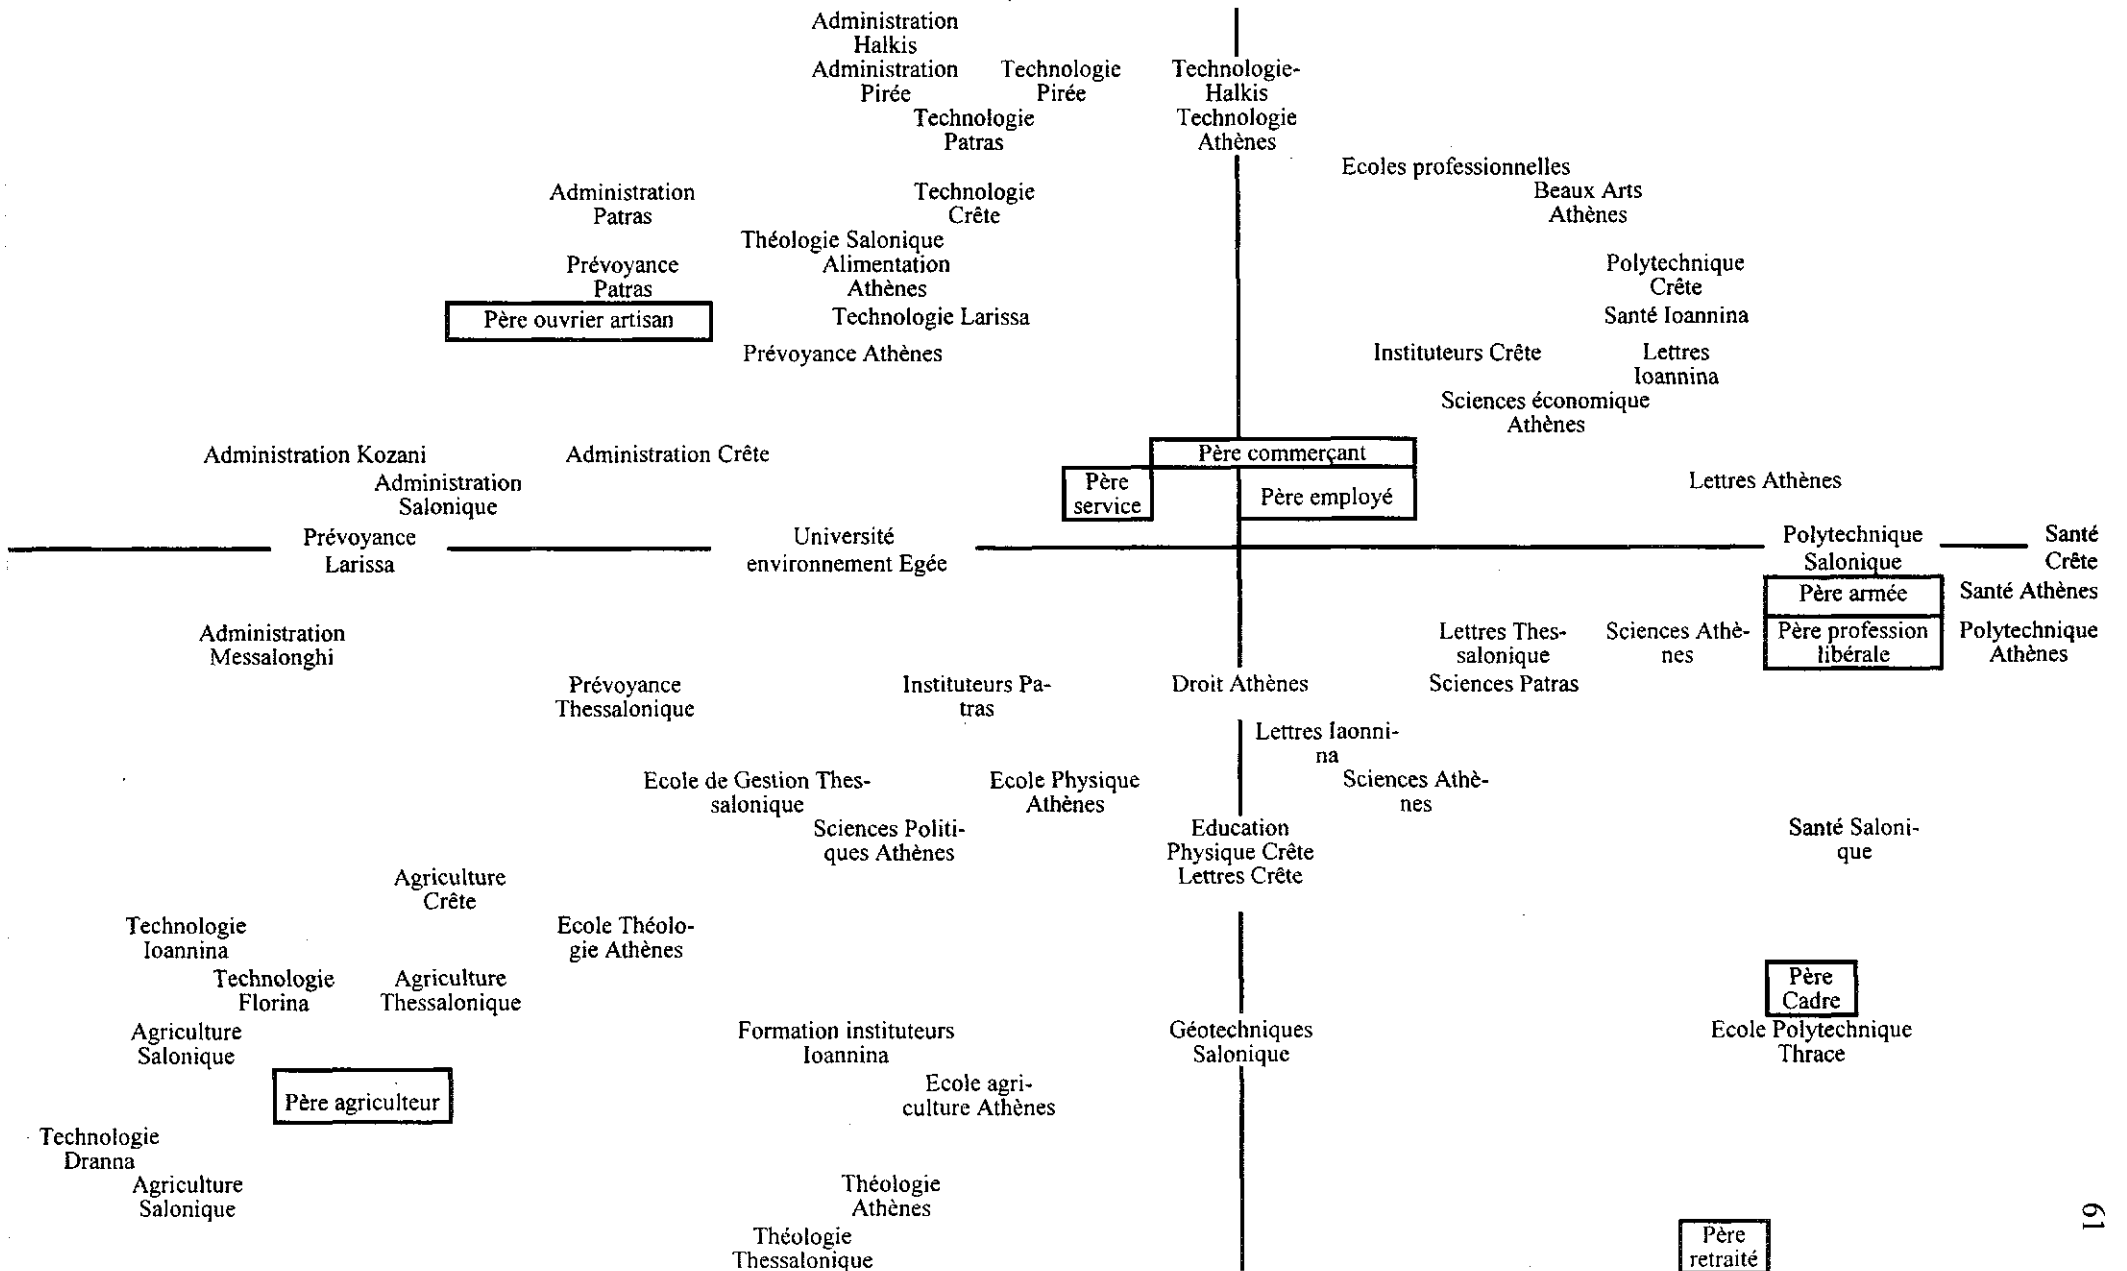 Administration
Halkis
Administration
Pirée
Technologie
Pirée
Technologie-
Halkis
Technologie
Patras
Technologie
Athènes
Ecoles professionnelles
Administration
Patras
Technologie
Crête
Beaux Arts
Athènes
Théologie Salonique
Prévoyance
Patras
Alimentation
Athènes
Polytechnique
Crête
Père ouvrier artisan
Technologie Larissa
Santé Ioannina
Prévoyance Athènes
Instituteurs Crête
Lettres
Ioannina
Sciences économique
Athènes
Administration Kozani
Administration Crête
Père commerçant
Administration
Salonique
Père
service
Père employé
Lettres Athènes
Prévoyance
Larissa
Université
environnement Egée
Polytechnique
Salonique
Santé
Crête
Père armée
Santé Athènes
Administration
Messalonghi
Lettres Thes-
salonique
Sciences Athè-
nes
Père profession
libérale
Polytechnique
Athènes
Prévoyance
Thessalonique
Instituteurs Pa-
tras
Droit Athènes
Sciences Patras
Lettres Iaonni-
na
Ecole de Gestion Thes-
salonique
Ecole Physique
Athènes
Sciences Athè-
nes
Sciences Politi-
ques Athènes
Education
Physique Crête
Lettres Crête
Santé Saloni-
que
Agriculture
Crête
Technologie
Ioannina
Ecole Théolo-
gie Athènes
Technologie
Florina
Agriculture
Thessalonique
Père
Cadre
Agriculture
Salonique
Formation instituteurs
Ioannina
Géotechniques
Salonique
Ecole Polytechnique
Thrace
Père agriculteur
Ecole agri-
culture Athènes
Technologie
Dranna
Agriculture
Salonique
Théologie
Athènes
Théologie
Thessalonique
Père
retraité
61